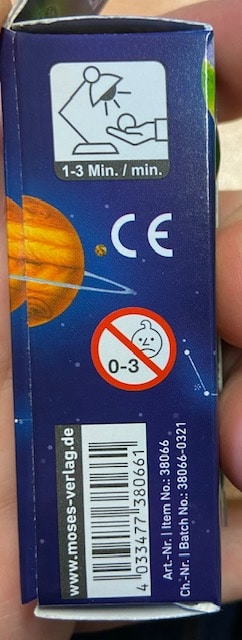 1-3 Min. / min.
CE
0-3
www.moses-verlag.de
4 033477 380661
Art.-Nr. | Item No.: 38066
Ch.-Nr. | Batch No.: 38066-0321